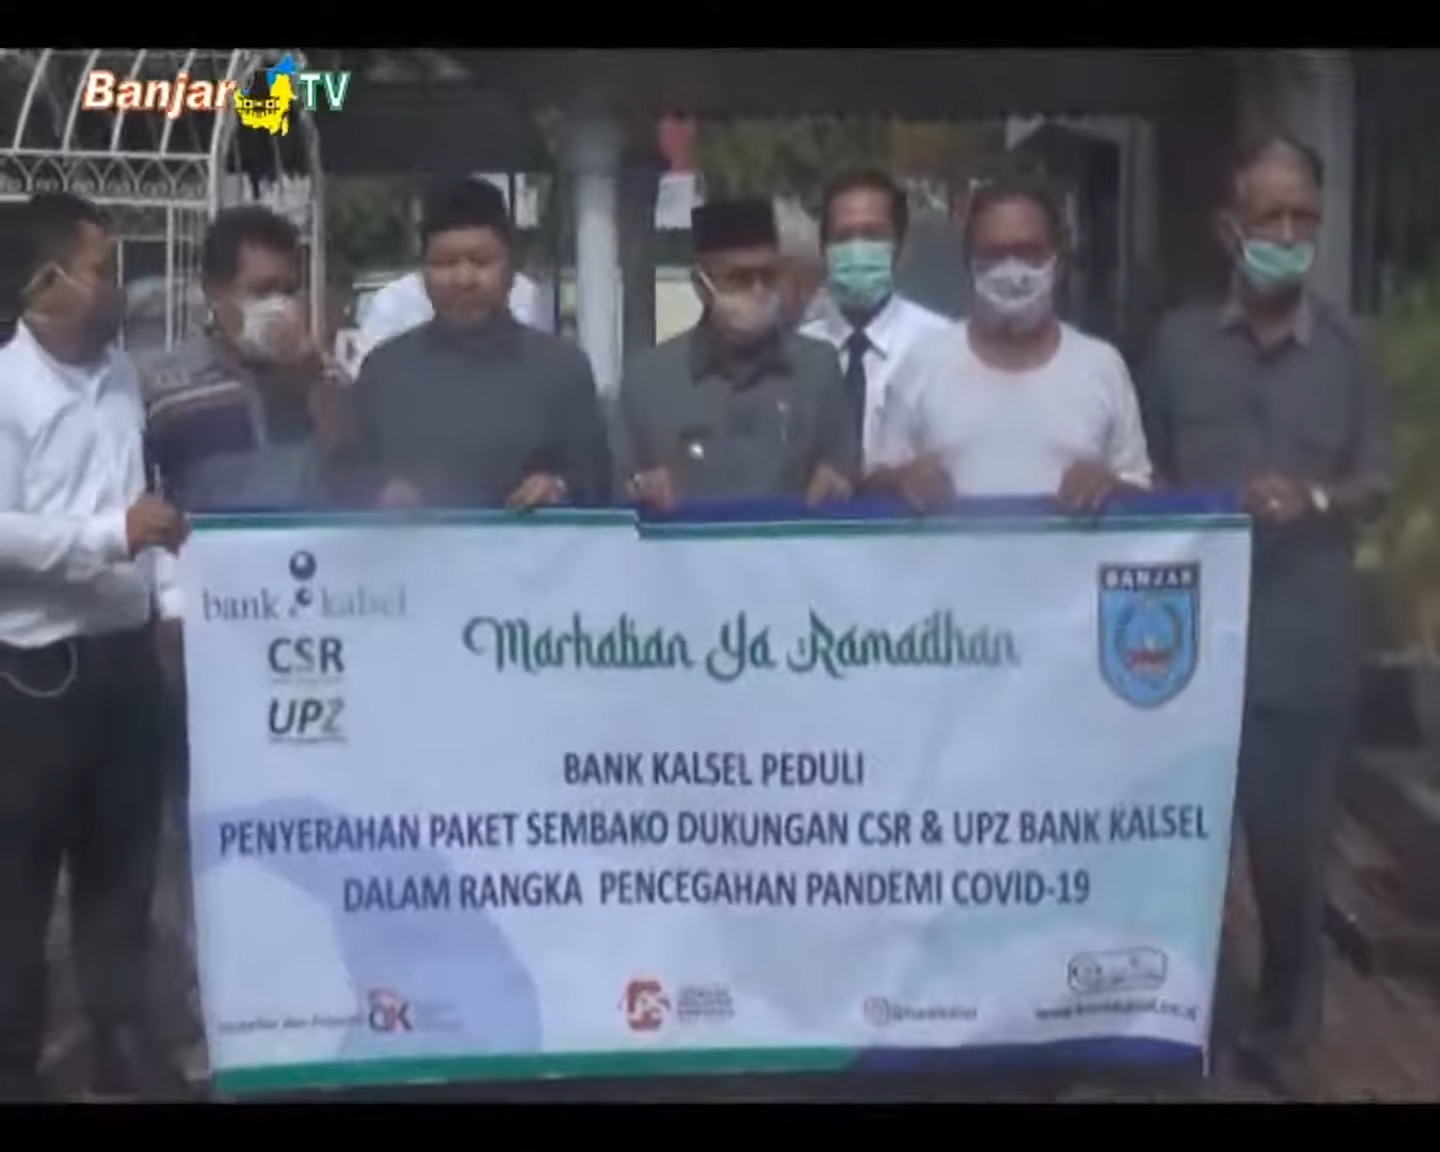 Banjar TV
bank kalsel
CSR
UPZ
Marhaban Ya Ramadhan
BANJAR
BANK KALSEL PEDULI
PENYERAHAN PAKET SEMBAKO DUKUNGAN CSR & UPZ BANK KALSEL
DALAM RANGKA PENCEGAHAN PANDEMI COVID-19
LPS